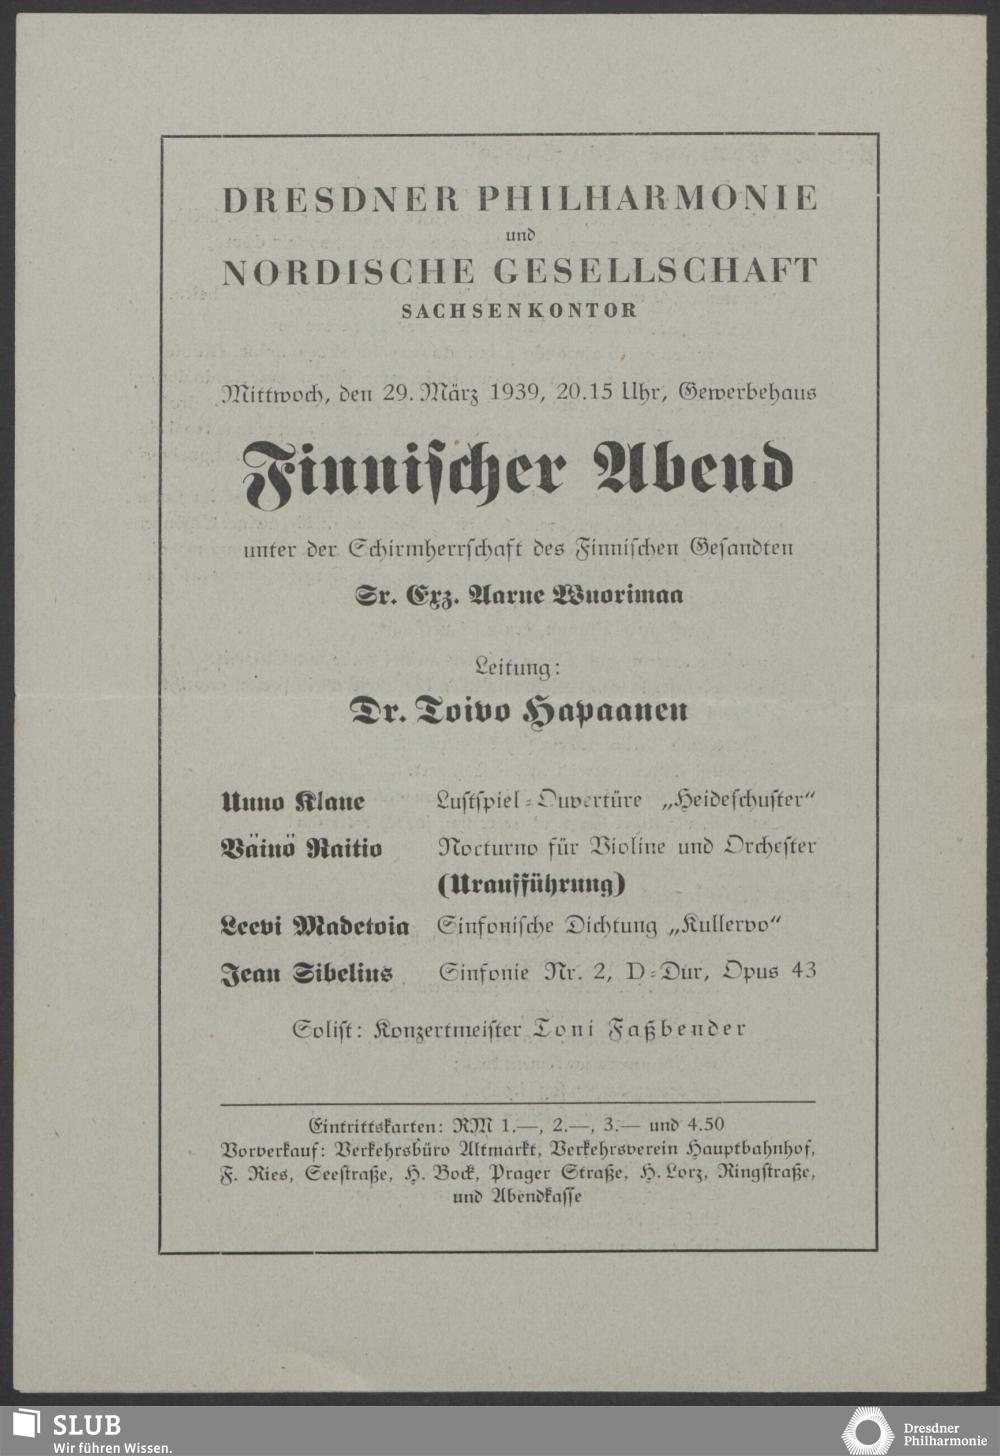 DRESDNER PHILHARMONIE
und
NORDISCHE GESELLSCHAFT
SACHSENKONTOR
Mittwoch, den 29. März 1939, 20.15 Uhr, Gewerbehaus
Finnischer Abend
unter der Schirmherrschaft des Finnischen Gesandten
Sr. Exz. Aarne Wuorimaa
Leitung:
Dr. Toivo Hapaanen
Unno Klane Lustspiel-Ouvertüre „Heideschuster“
Väinö Raitio Nocturno für Violine und Orchester
(Uraufführung)
Leevi Madetoia Sinfonische Dichtung „Kullervo“
Jean Sibelius Sinfonie Nr. 2, D-Dur, Opus 43
Solist: Konzertmeister Toni Faßbender
Eintrittskarten: RM 1.—, 2.—, 3.— und 4.50
Vorverkauf: Verkehrsbüro Altmarkt, Verkehrsverein Hauptbahnhof,
F. Ries, Seestraße, H. Bock, Prager Straße, H. Lorz, Ringstraße,
und Abendkasse
SLUB
Wir führen Wissen.
Dresdner
Philharmonie